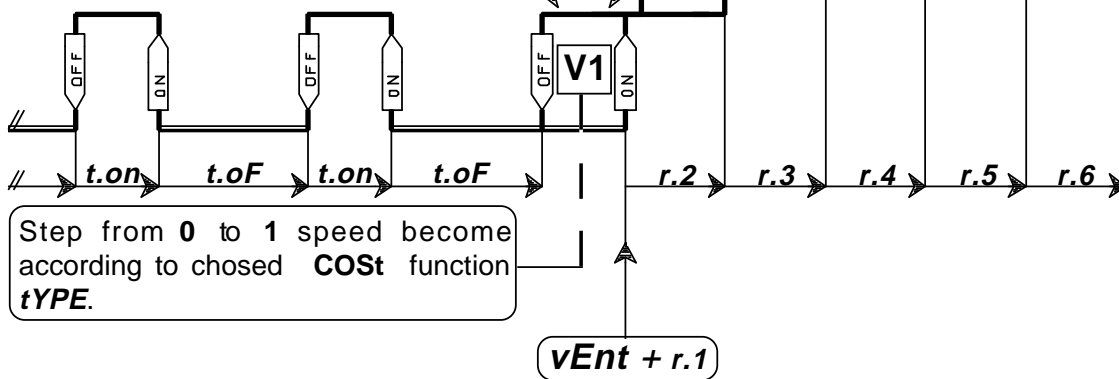 OFF
ON
OFF
ON
OFF
V1
ON
t.on t.oF t.on t.oF r.2 r.3 r.4 r.5 r.6
Step from 0 to 1 speed become
according to chosed COSt function
tYPE.
vEnt + r.1